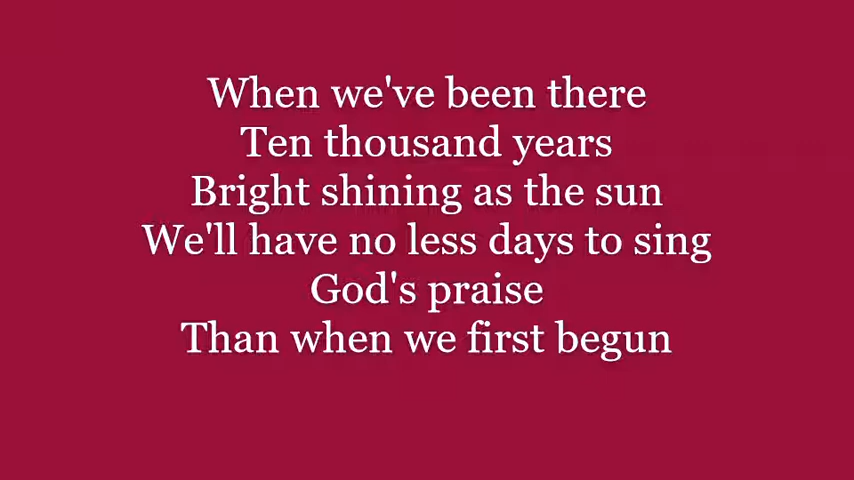 When we've been there
Ten thousand years
Bright shining as the sun
We'll have no less days to sing
God's praise
Than when we first begun